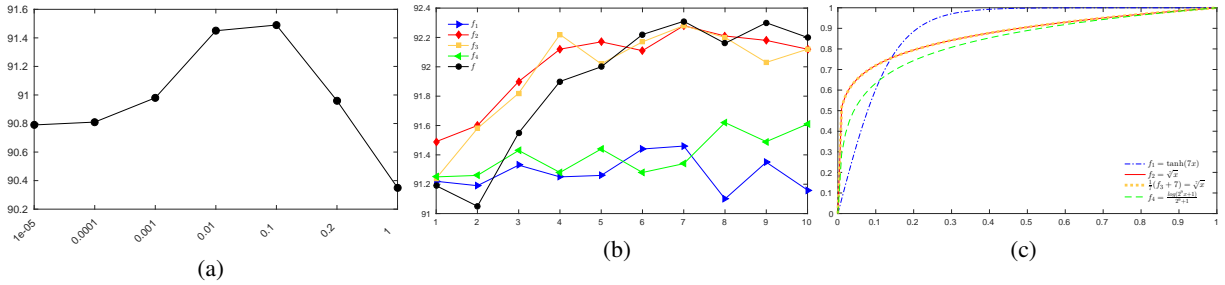 91.6
91.4
91.2
91
90.8
90.6
90.4
90.2
1e-05
0.0001
0.001
0.01
0.1
0.2
1
(a)
92.4
92.2
92
91.8
91.6
91.4
91.2
91
f₁
f₂
f₃
f₄
f
1 2 3 4 5 6 7 8 9 10
(b)
1
0.9
0.8
0.7
0.6
0.5
0.4
0.3
0.2
0.1
0
f₁ = tanh(7x)
f₂ = ⁷√x
(f₃ + 7) = ⁷√x
f₄ =
0 0.1 0.2 0.3 0.4 0.5 0.6 0.7 0.8 0.9 1
(c)